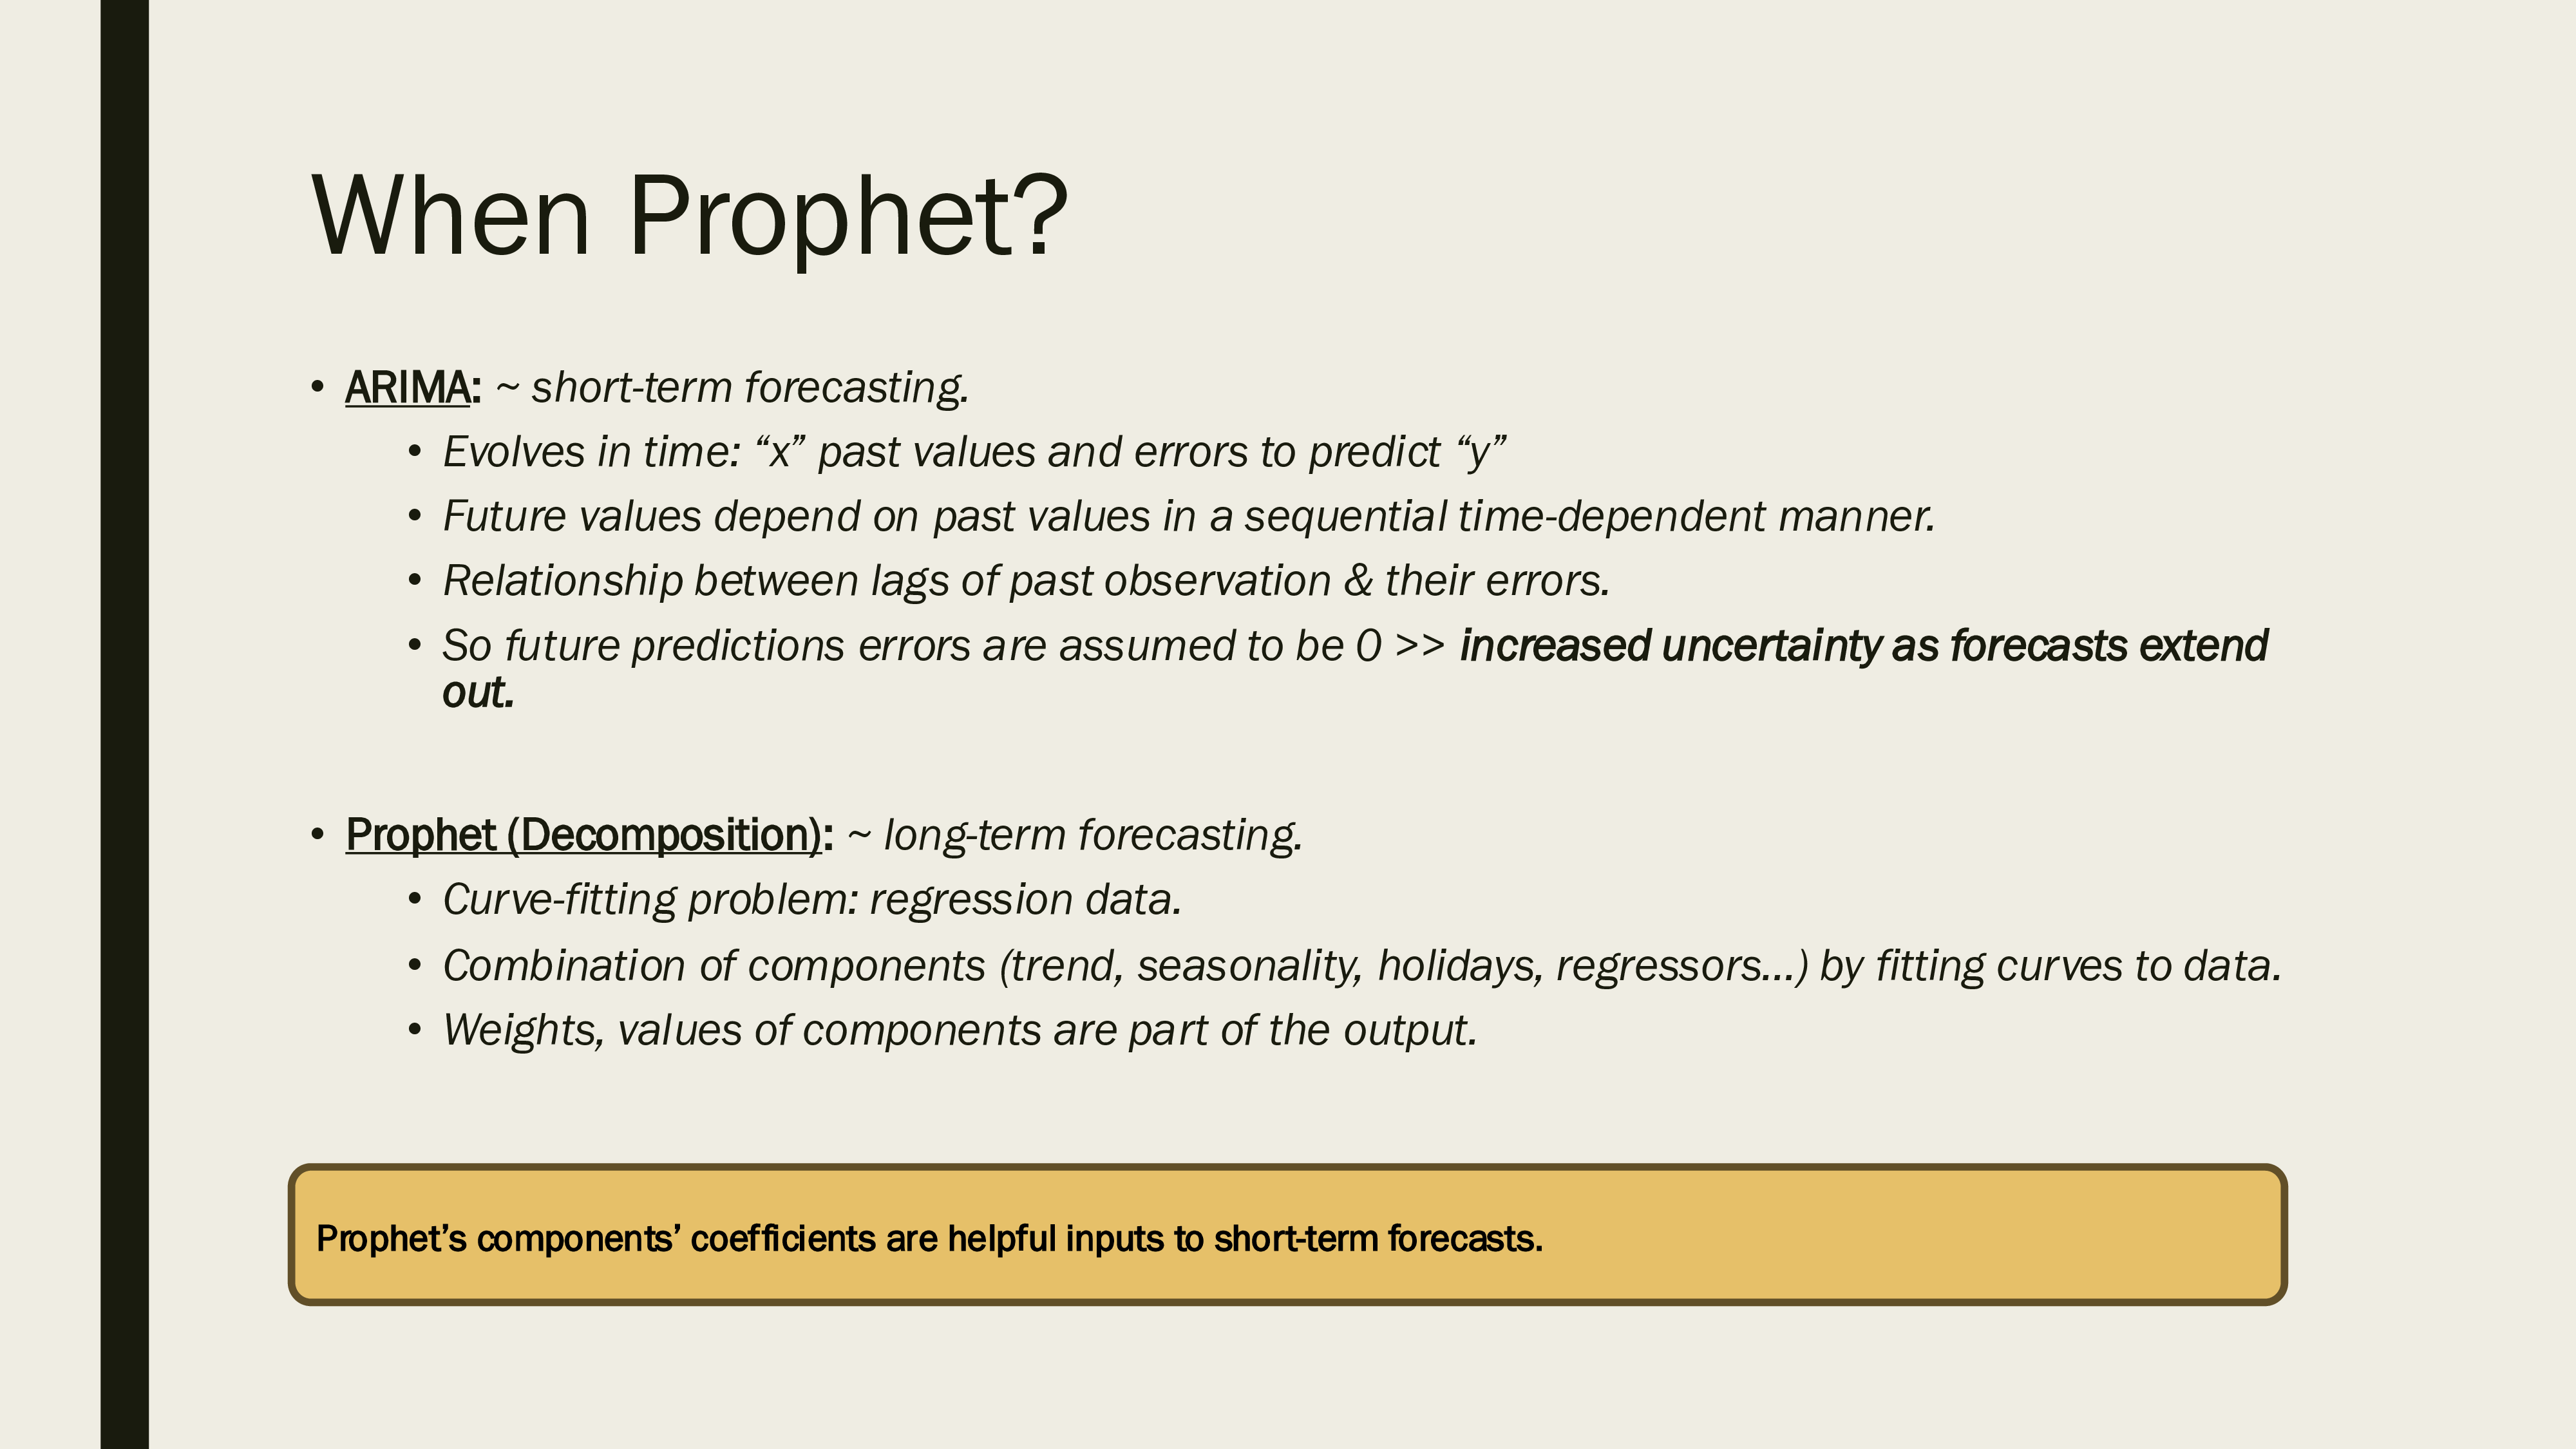 When Prophet?
• ARIMA: ~ short-term forecasting.
• Evolves in time: “x” past values and errors to predict “y”
• Future values depend on past values in a sequential time-dependent manner.
• Relationship between lags of past observation & their errors.
• So future predictions errors are assumed to be 0 >> increased uncertainty as forecasts extend
out.
• Prophet (Decomposition): ~ long-term forecasting.
• Curve-fitting problem: regression data.
• Combination of components (trend, seasonality, holidays, regressors...) by fitting curves to data.
• Weights, values of components are part of the output.
Prophet’s components’ coefficients are helpful inputs to short-term forecasts.